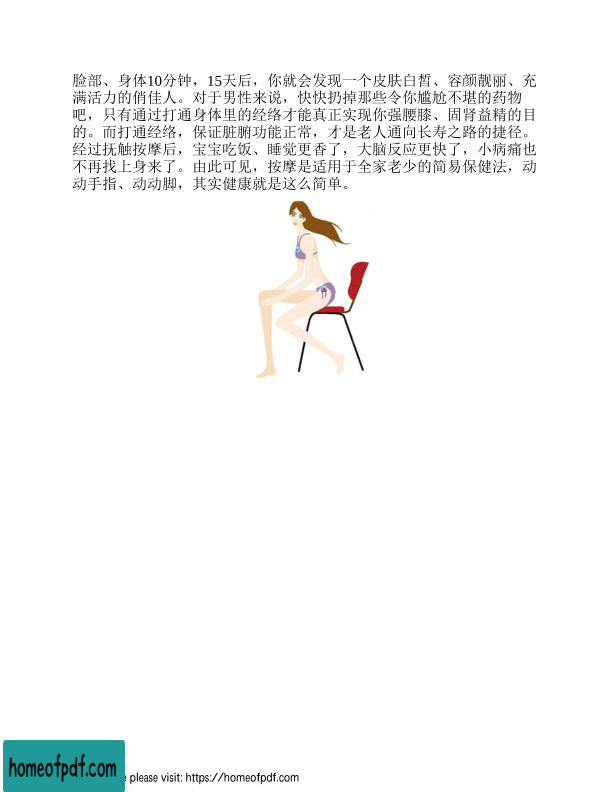 脸部、身体10分钟，15天后，你就会发现一个皮肤白皙、容颜靓丽、充
满活力的俏佳人。对于男性来说，快快扔掉那些令你尴尬不堪的药物
吧，只有通过打通身体里的经络才能真正实现你强腰膝、固肾益精的目
的。而打通经络，保证脏腑功能正常，才是老人通向长寿之路的捷径。
经过抚触按摩后，宝宝吃饭、睡觉更香了，大脑反应更快了，小病痛也
不再找上身来了。由此可见，按摩是适用于全家老少的简易保健法，动
动手指、动动脚，其实健康就是这么简单。
homeofpdf.com
please visit: https://homeofpdf.com